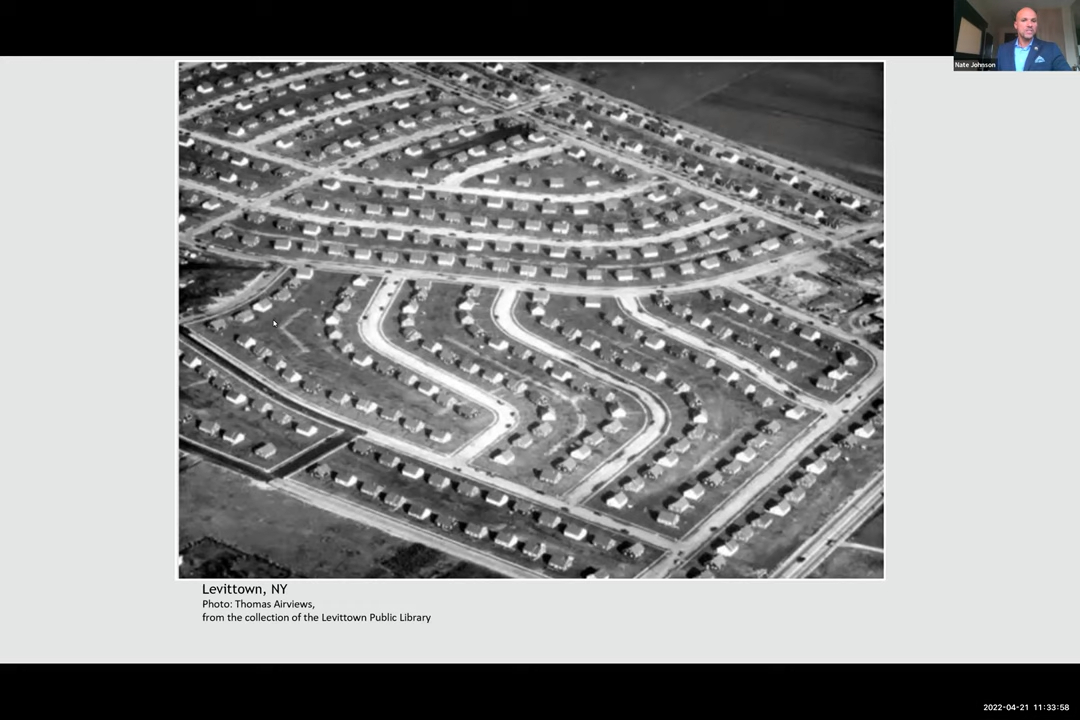 Nate Johnson
Levittown, NY
Photo: Thomas Airviews,
from the collection of the Levittown Public Library
2022-04-21 11:33:58